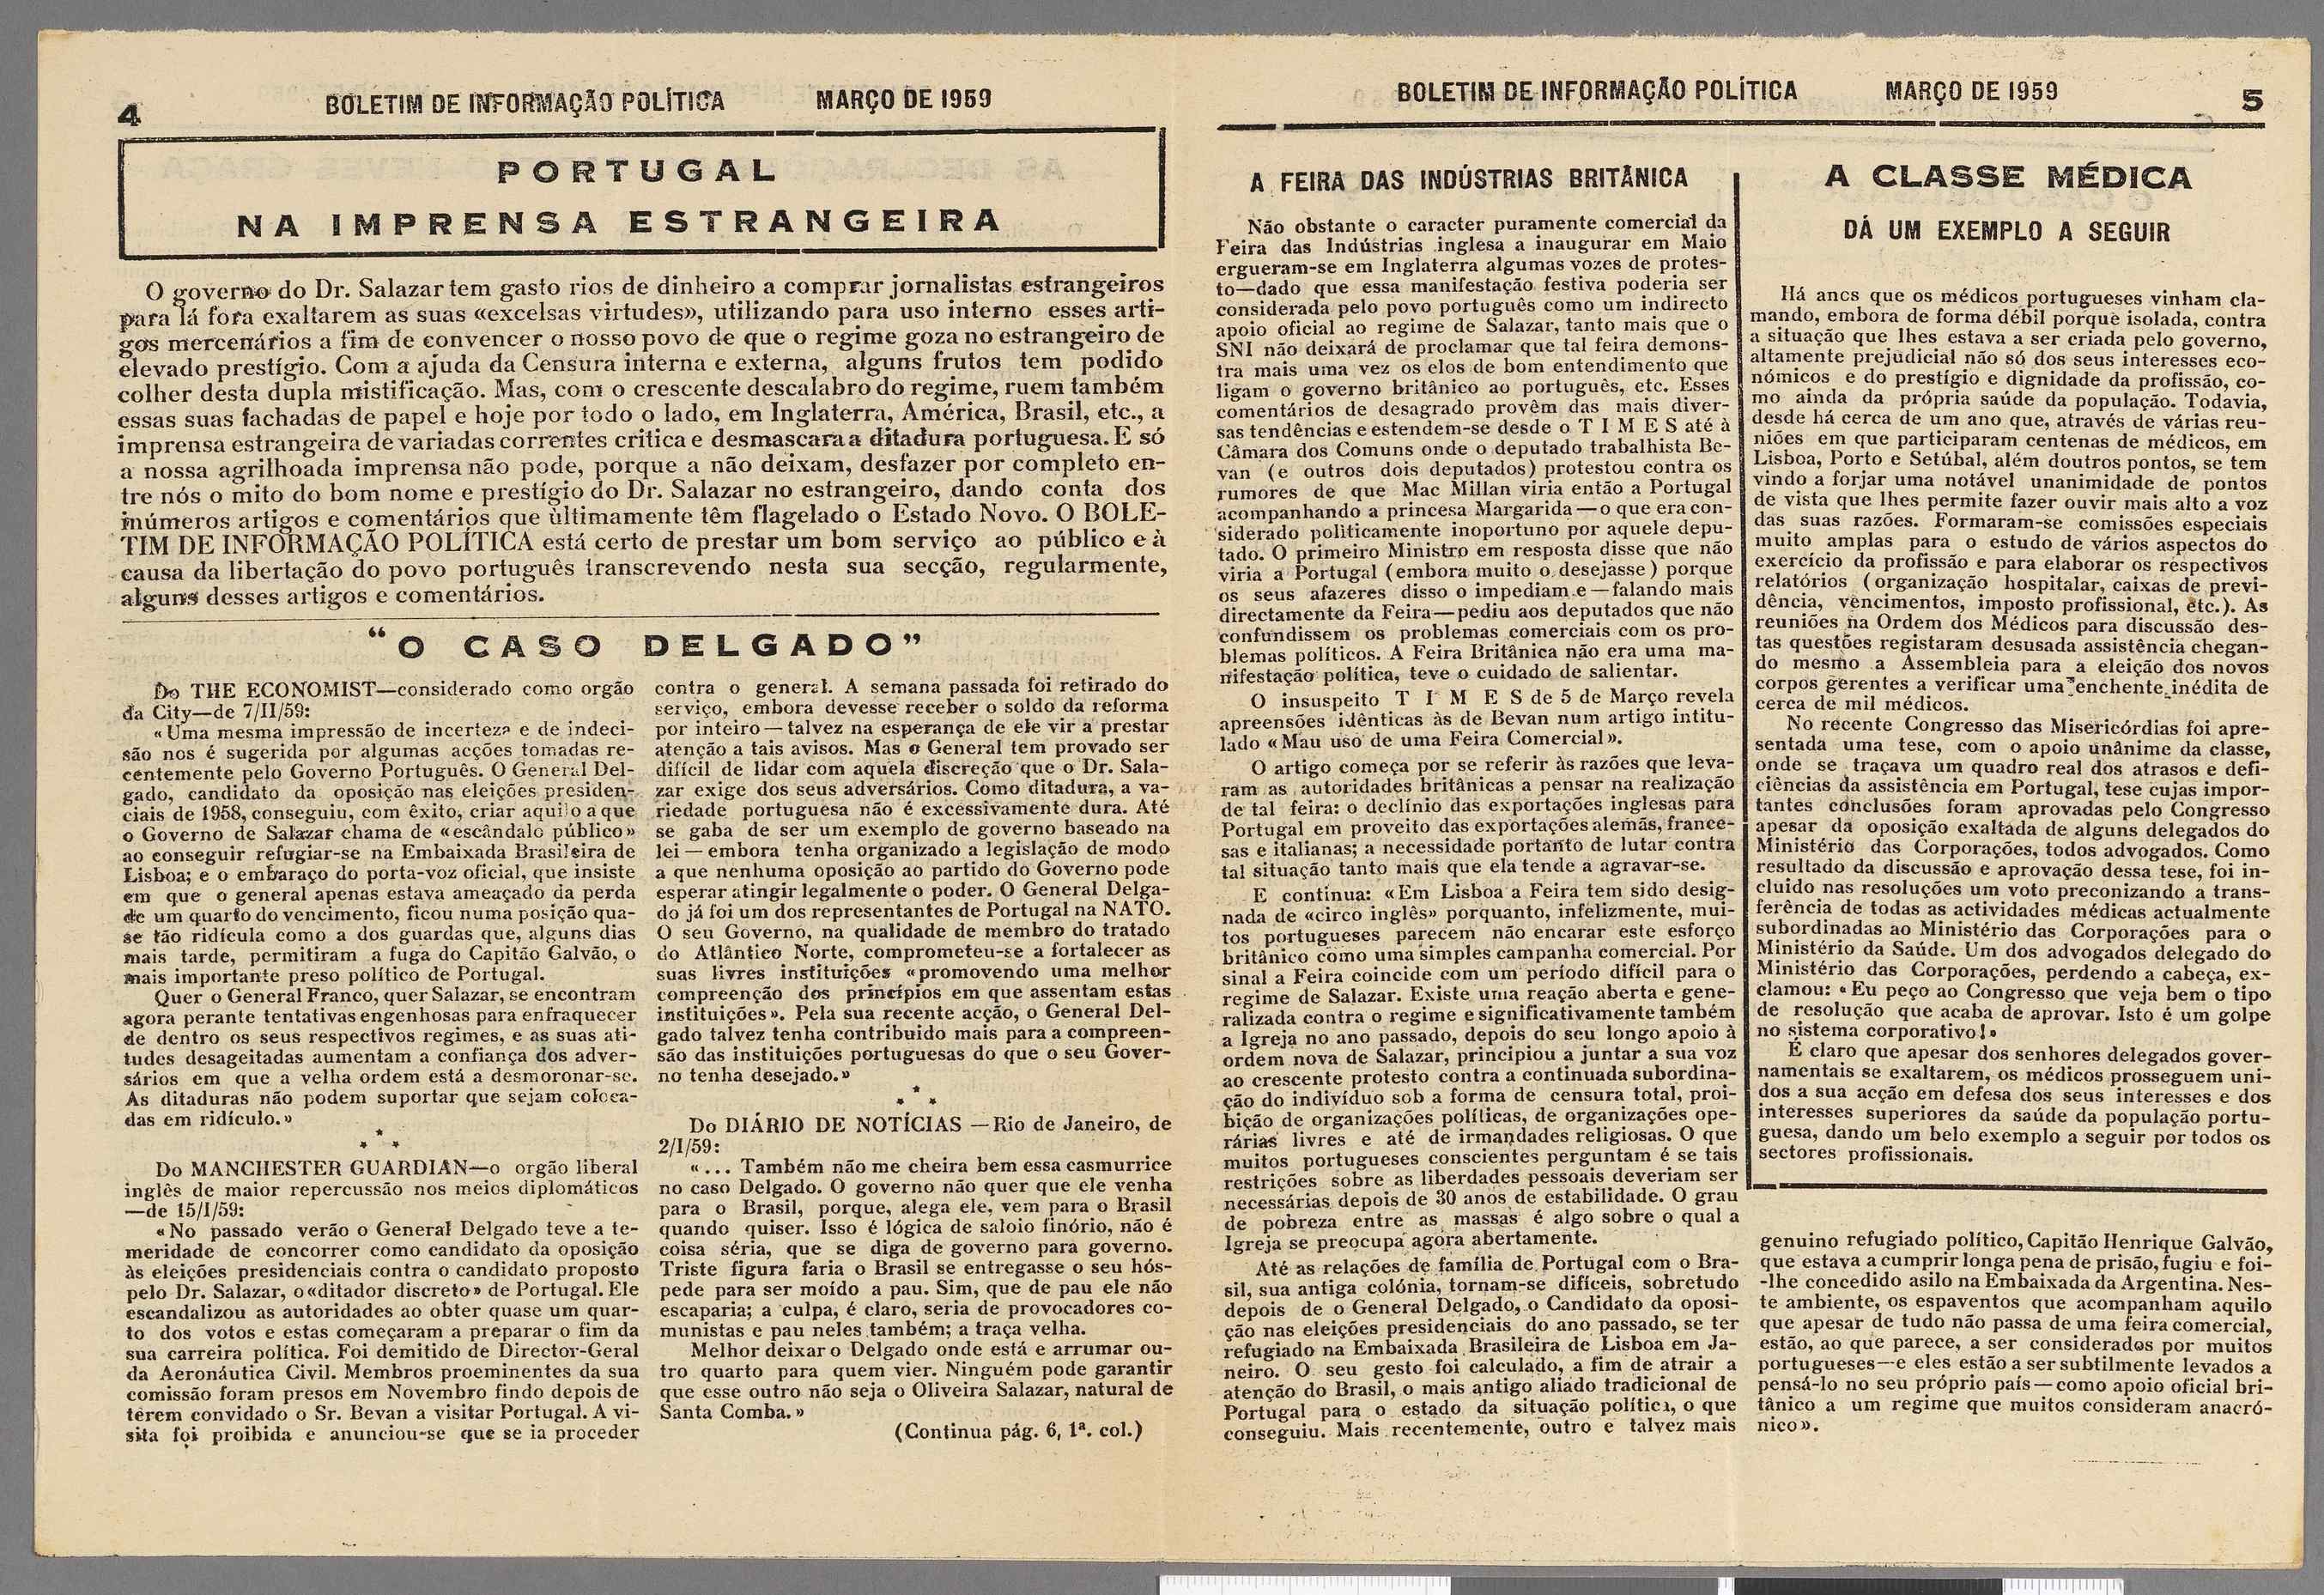 4
BOLETIM DE INFORMAÇÃO POLÍTICA MARÇO DE 1959
PORTUGAL
NA IMPRENSA ESTRANGEIRA
O governo do Dr. Salazar tem gasto rios de dinheiro a comprar jornalistas estrangeiros
para lá fora exaltarem as suas «excelsas virtudes», utilizando para uso interno esses arti-
gos mercenários a fim de convencer o nosso povo de que o regime goza no estrangeiro de
elevado prestígio. Com a ajuda da Censura interna e externa, alguns frutos tem podido
colher desta dupla mistificação. Mas, com o crescente descalabro do regime, ruem também
essas suas fachadas de papel e hoje por todo o lado, em Inglaterra, América, Brasil, etc., a
imprensa estrangeira de variadas correntes critica e desmascara a ditadura portuguesa. E só
a nossa agrilhoada imprensa não pode, porque a não deixam, desfazer por completo en-
tre nós o mito do bom nome e prestígio do Dr. Salazar no estrangeiro, dando conta dos
inúmeros artigos e comentários que ùltimamente têm flagelado o Estado Novo. O BOLE-
TIM DE INFORMAÇÃO POLÍTICA está certo de prestar um bom serviço ao público e à
causa da libertação do povo português transcrevendo nesta sua secção, regularmente,
alguns desses artigos e comentários.
“O CASO DELGADO”
Do THE ECONOMIST—considerado como orgão
da City—de 7/II/59:
«Uma mesma impressão de incerteza e de indeci-
são nos é sugerida por algumas acções tomadas re-
centemente pelo Governo Português. O General Del-
gado, candidato da oposição nas eleições presiden-
ciais de 1958, conseguiu, com êxito, criar aquilo a que
o Governo de Salazar chama de «escândalo público»
ao conseguir refugiar-se na Embaixada Brasileira de
Lisboa; e o embaraço do porta-voz oficial, que insiste
em que o general apenas estava ameaçado da perda
de um quarto do vencimento, ficou numa posição qua-
se tão ridícula como a dos guardas que, alguns dias
mais tarde, permitiram a fuga do Capitão Galvão, o
mais importante preso político de Portugal.
Quer o General Franco, quer Salazar, se encontram
agora perante tentativas engenhosas para enfraquecer
de dentro os seus respectivos regimes, e as suas ati-
tudes desageitadas aumentam a confiança dos adver-
sários em que a velha ordem está a desmoronar-se.
As ditaduras não podem suportar que sejam coloca-
das em ridículo.»
* * *
Do MANCHESTER GUARDIAN—o orgão liberal
inglês de maior repercussão nos meios diplomáticos
—de 15/I/59:
«No passado verão o General Delgado teve a te-
meridade de concorrer como candidato da oposição
às eleições presidenciais contra o candidato proposto
pelo Dr. Salazar, o «ditador discreto» de Portugal. Ele
escandalizou as autoridades ao obter quase um quar-
to dos votos e estas começaram a preparar o fim da
sua carreira política. Foi demitido de Director-Geral
da Aeronáutica Civil. Membros proeminentes da sua
comissão foram presos em Novembro findo depois de
terem convidado o Sr. Bevan a visitar Portugal. A vi-
sita foi proibida e anunciou-se que se ia proceder
contra o general. A semana passada foi retirado do
serviço, embora devesse receber o soldo da reforma
por inteiro—talvez na esperança de ele vir a prestar
atenção a tais avisos. Mas o General tem provado ser
difícil de lidar com aquela discreção que o Dr. Sala-
zar exige dos seus adversários. Como ditadura, a va-
riedade portuguesa não é excessivamente dura. Até
se gaba de ser um exemplo de governo baseado na
lei—embora tenha organizado a legislação de modo
a que nenhuma oposição ao partido do Governo pode
esperar atingir legalmente o poder. O General Delga-
do já foi um dos representantes de Portugal na NATO.
O seu Governo, na qualidade de membro do tratado
do Atlântico Norte, comprometeu-se a fortalecer as
suas livres instituições «promovendo uma melhor
compreenção dos princípios em que assentam estas
instituições». Pela sua recente acção, o General Del-
gado talvez tenha contribuido mais para a compreen-
são das instituições portuguesas do que o seu Gover-
no tenha desejado.»
* * *
Do DIÁRIO DE NOTÍCIAS —Rio de Janeiro, de
2/I/59:
«... Também não me cheira bem essa casmurrice
no caso Delgado. O governo não quer que ele venha
para o Brasil, porque, alega ele, vem para o Brasil
quando quiser. Isso é lógica de saloio finório, não é
coisa séria, que se diga de governo para governo.
Triste figura faria o Brasil se entregasse o seu hós-
pede para ser moído a pau. Sim, que de pau ele não
escaparia; a culpa, é claro, seria de provocadores co-
munistas e pau neles também; a traça velha.
Melhor deixar o Delgado onde está e arrumar ou-
tro quarto para quem vier. Ninguém pode garantir
que esse outro não seja o Oliveira Salazar, natural de
Santa Comba.»
(Continua pág. 6, 1ª. col.)
BOLETIM DE INFORMAÇÃO POLÍTICA MARÇO DE 1959
5
A FEIRA DAS INDÚSTRIAS BRITÂNICA
Não obstante o caracter puramente comercial da
Feira das Indústrias inglesa a inaugurar em Maio
ergueram-se em Inglaterra algumas vozes de protes-
to—dado que essa manifestação festiva poderia ser
considerada pelo povo português como um indirecto
apoio oficial ao regime de Salazar, tanto mais que o
SNI não deixará de proclamar que tal feira demons-
tra mais uma vez os elos de bom entendimento que
ligam o governo britânico ao português, etc. Esses
comentários de desagrado provêm das mais diver-
sas tendências e estendem-se desde o T I M E S até à
Câmara dos Comuns onde o deputado trabalhista Be-
van (e outros dois deputados) protestou contra os
rumores de que Mac Millan viria então a Portugal
acompanhando a princesa Margarida—o que era con-
siderado politicamente inoportuno por aquele depu-
tado. O primeiro Ministro em resposta disse que não
viria a Portugal (embora muito o desejasse) porque
os seus afazeres disso o impediam e—falando mais
directamente da Feira—pediu aos deputados que não
confundissem os problemas comerciais com os pro-
blemas políticos. A Feira Britânica não era uma ma-
nifestação política, teve o cuidado de salientar.
O insuspeito T I M E S de 5 de Março revela
apreensões idênticas às de Bevan num artigo intitu-
lado «Mau uso de uma Feira Comercial».
O artigo começa por se referir às razões que leva-
ram as autoridades britânicas a pensar na realização
de tal feira: o declínio das exportações inglesas para
Portugal em proveito das exportações alemãs, france-
sas e italianas; a necessidade portanto de lutar contra
tal situação tanto mais que ela tende a agravar-se.
E contínua: «Em Lisboa a Feira tem sido desig-
nada de «circo inglês» porquanto, infelizmente, mui-
tos portugueses parecem não encarar este esforço
britânico como uma simples campanha comercial. Por
sinal a Feira coincide com um período difícil para o
regime de Salazar. Existe uma reação aberta e gene-
ralizada contra o regime e significativamente também
a Igreja no ano passado, depois do seu longo apoio à
ordem nova de Salazar, principiou a juntar a sua voz
ao crescente protesto contra a continuada subordina-
ção do indivíduo sob a forma de censura total, proi-
bição de organizações políticas, de organizações ope-
rárias livres e até de irmandades religiosas. O que
muitos portugueses conscientes perguntam é se tais
restrições sobre as liberdades pessoais deveriam ser
necessárias depois de 30 anos de estabilidade. O grau
de pobreza entre as massas é algo sobre o qual a
Igreja se preocupa agora abertamente.
Até as relações de família de Portugal com o Bra-
sil, sua antiga colónia, tornam-se difíceis, sobretudo
depois de o General Delgado, o Candidato da oposi-
ção nas eleições presidenciais do ano passado, se ter
refugiado na Embaixada Brasileira de Lisboa em Ja-
neiro. O seu gesto foi calculado, a fim de atrair a
atenção do Brasil, o mais antigo aliado tradicional de
Portugal para o estado da situação política, o que
conseguiu. Mais recentemente, outro e talvez mais
genuino refugiado político, Capitão Henrique Galvão,
que estava a cumprir longa pena de prisão, fugiu e foi-
-lhe concedido asilo na Embaixada da Argentina. Nes-
te ambiente, os espaventos que acompanham aquilo
que apesar de tudo não passa de uma feira comercial,
estão, ao que parece, a ser considerados por muitos
portugueses—e eles estão a ser subtilmente levados a
pensá-lo no seu próprio país—como apoio oficial bri-
tânico a um regime que muitos consideram anacró-
nico».
A CLASSE MÉDICA
DÁ UM EXEMPLO A SEGUIR
Há ancs que os médicos portugueses vinham cla-
mando, embora de forma débil porque isolada, contra
a situação que lhes estava a ser criada pelo governo,
altamente prejudicial não só dos seus interesses eco-
nómicos e do prestígio e dignidade da profissão, co-
mo ainda da própria saúde da população. Todavia,
desde há cerca de um ano que, através de várias reu-
niões em que participaram centenas de médicos, em
Lisboa, Porto e Setúbal, além doutros pontos, se tem
vindo a forjar uma notável unanimidade de pontos
de vista que lhes permite fazer ouvir mais alto a voz
das suas razões. Formaram-se comissões especiais
muito amplas para o estudo de vários aspectos do
exercício da profissão e para elaborar os respectivos
relatórios (organização hospitalar, caixas de previ-
dência, vencimentos, imposto profissional, etc.). As
reuniões na Ordem dos Médicos para discussão des-
tas questões registaram desusada assistência chegan-
do mesmo a Assembleia para a eleição dos novos
corpos gerentes a verificar uma enchente inédita de
cerca de mil médicos.
No recente Congresso das Misericórdias foi apre-
sentada uma tese, com o apoio unânime da classe,
onde se traçava um quadro real dos atrasos e defi-
ciências da assistência em Portugal, tese cujas impor-
tantes conclusões foram aprovadas pelo Congresso
apesar da oposição exaltada de alguns delegados do
Ministério das Corporações, todos advogados. Como
resultado da discussão e aprovação dessa tese, foi in-
cluido nas resoluções um voto preconizando a trans-
ferência de todas as actividades médicas actualmente
subordinadas ao Ministério das Corporações para o
Ministério da Saúde. Um dos advogados delegado do
Ministério das Corporações, perdendo a cabeça, ex-
clamou: «Eu peço ao Congresso que veja bem o tipo
de resolução que acaba de aprovar. Isto é um golpe
no sistema corporativo!»
É claro que apesar dos senhores delegados gover-
namentais se exaltarem, os médicos prosseguem uni-
dos a sua acção em defesa dos seus interesses e dos
interesses superiores da saúde da população portu-
guesa, dando um belo exemplo a seguir por todos os
sectores profissionais.